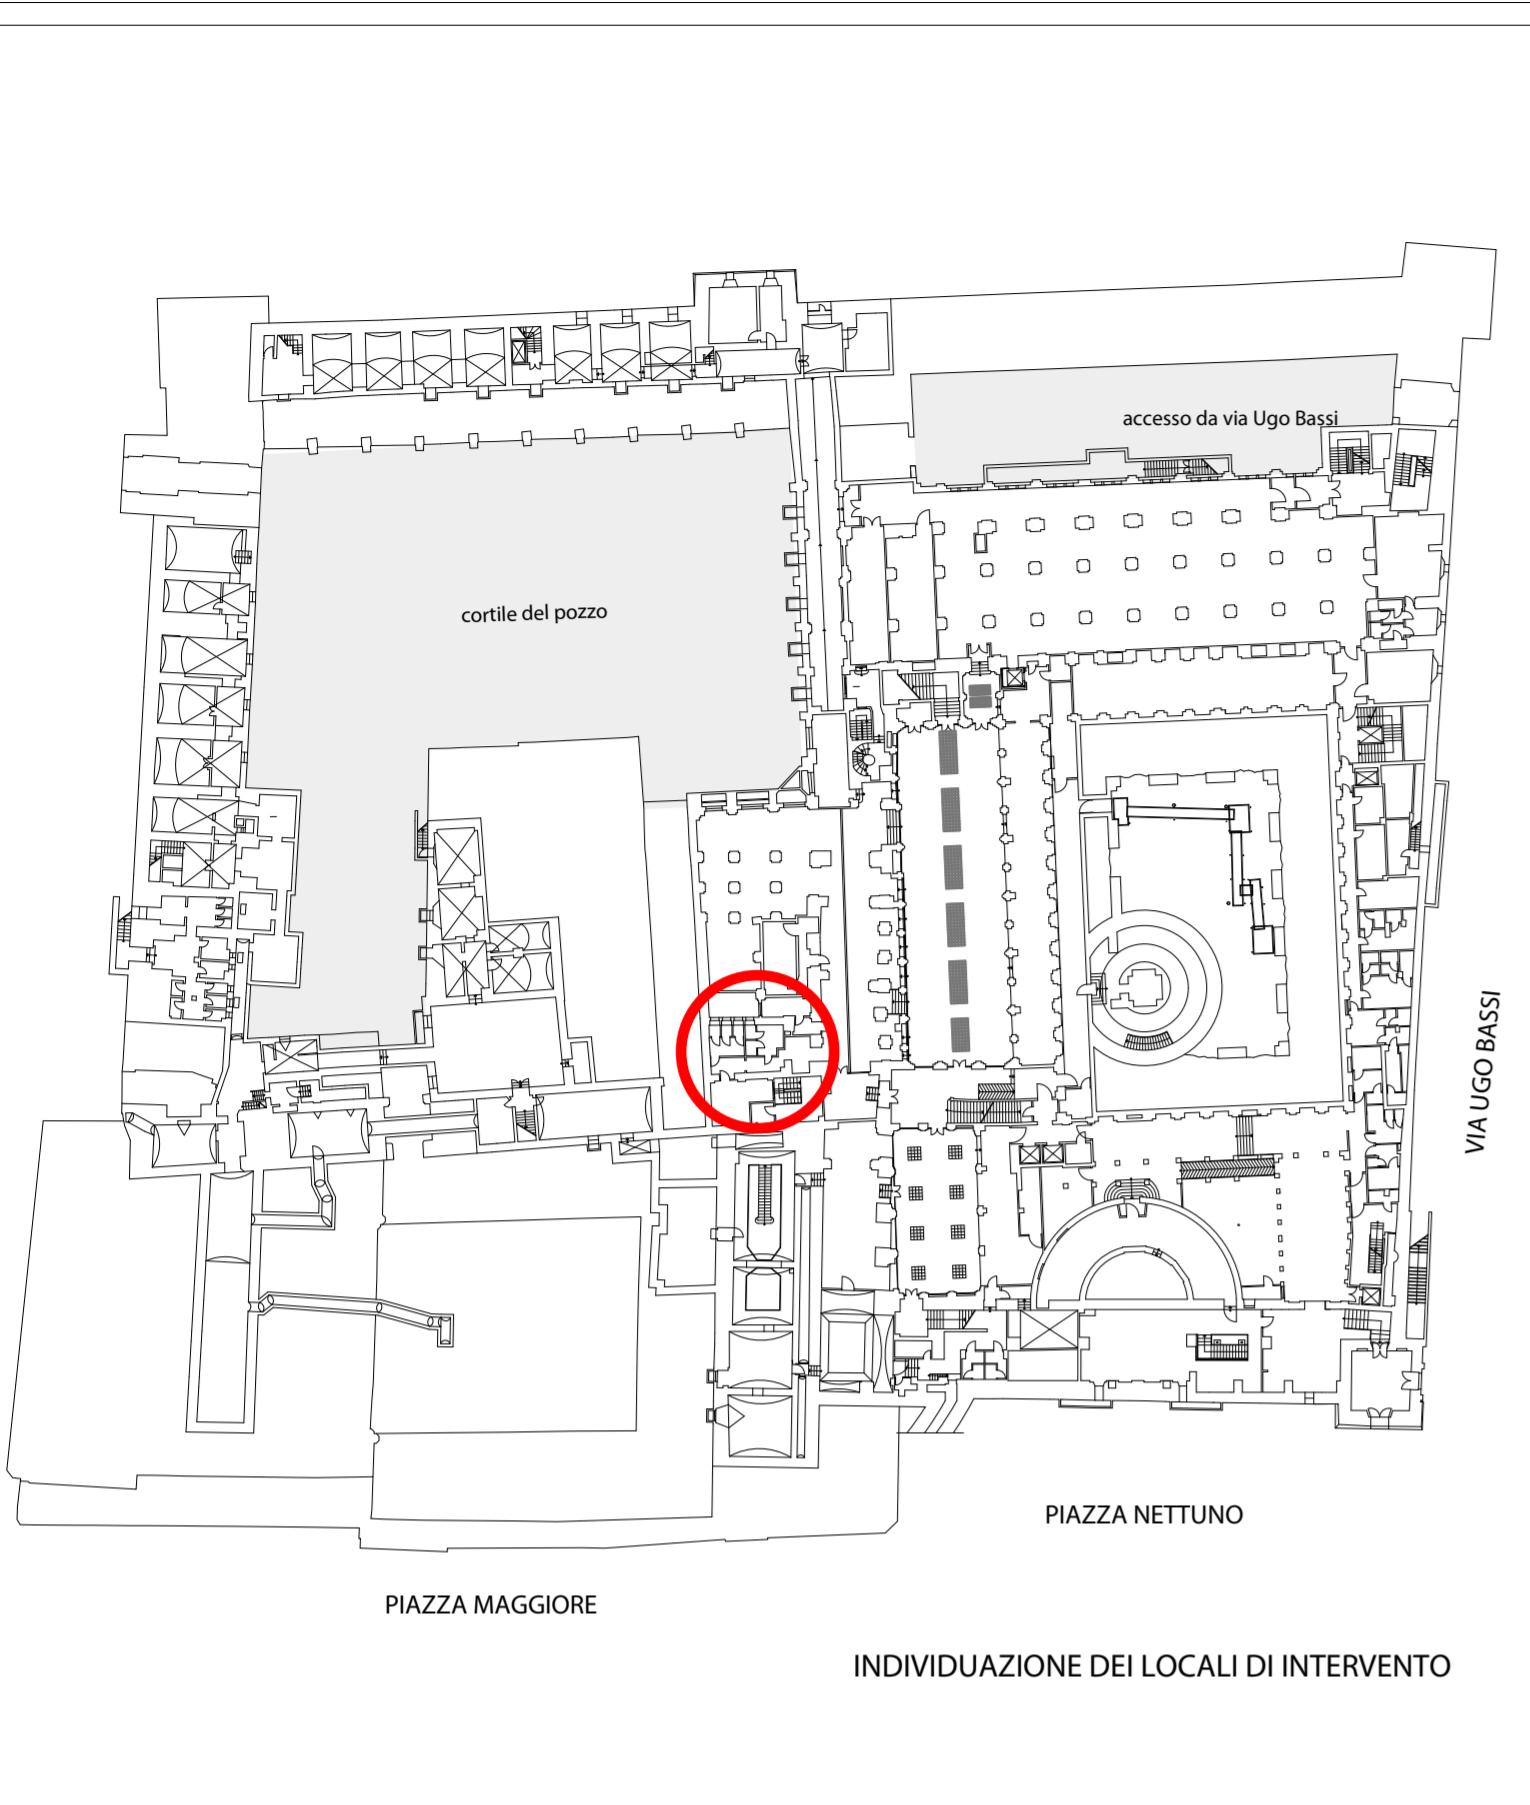 accesso da via Ugo Bassi
cortile del pozzo
VIA UGO BASSI
PIAZZA NETTUNO
PIAZZA MAGGIORE
INDIVIDUAZIONE DEI LOCALI DI INTERVENTO